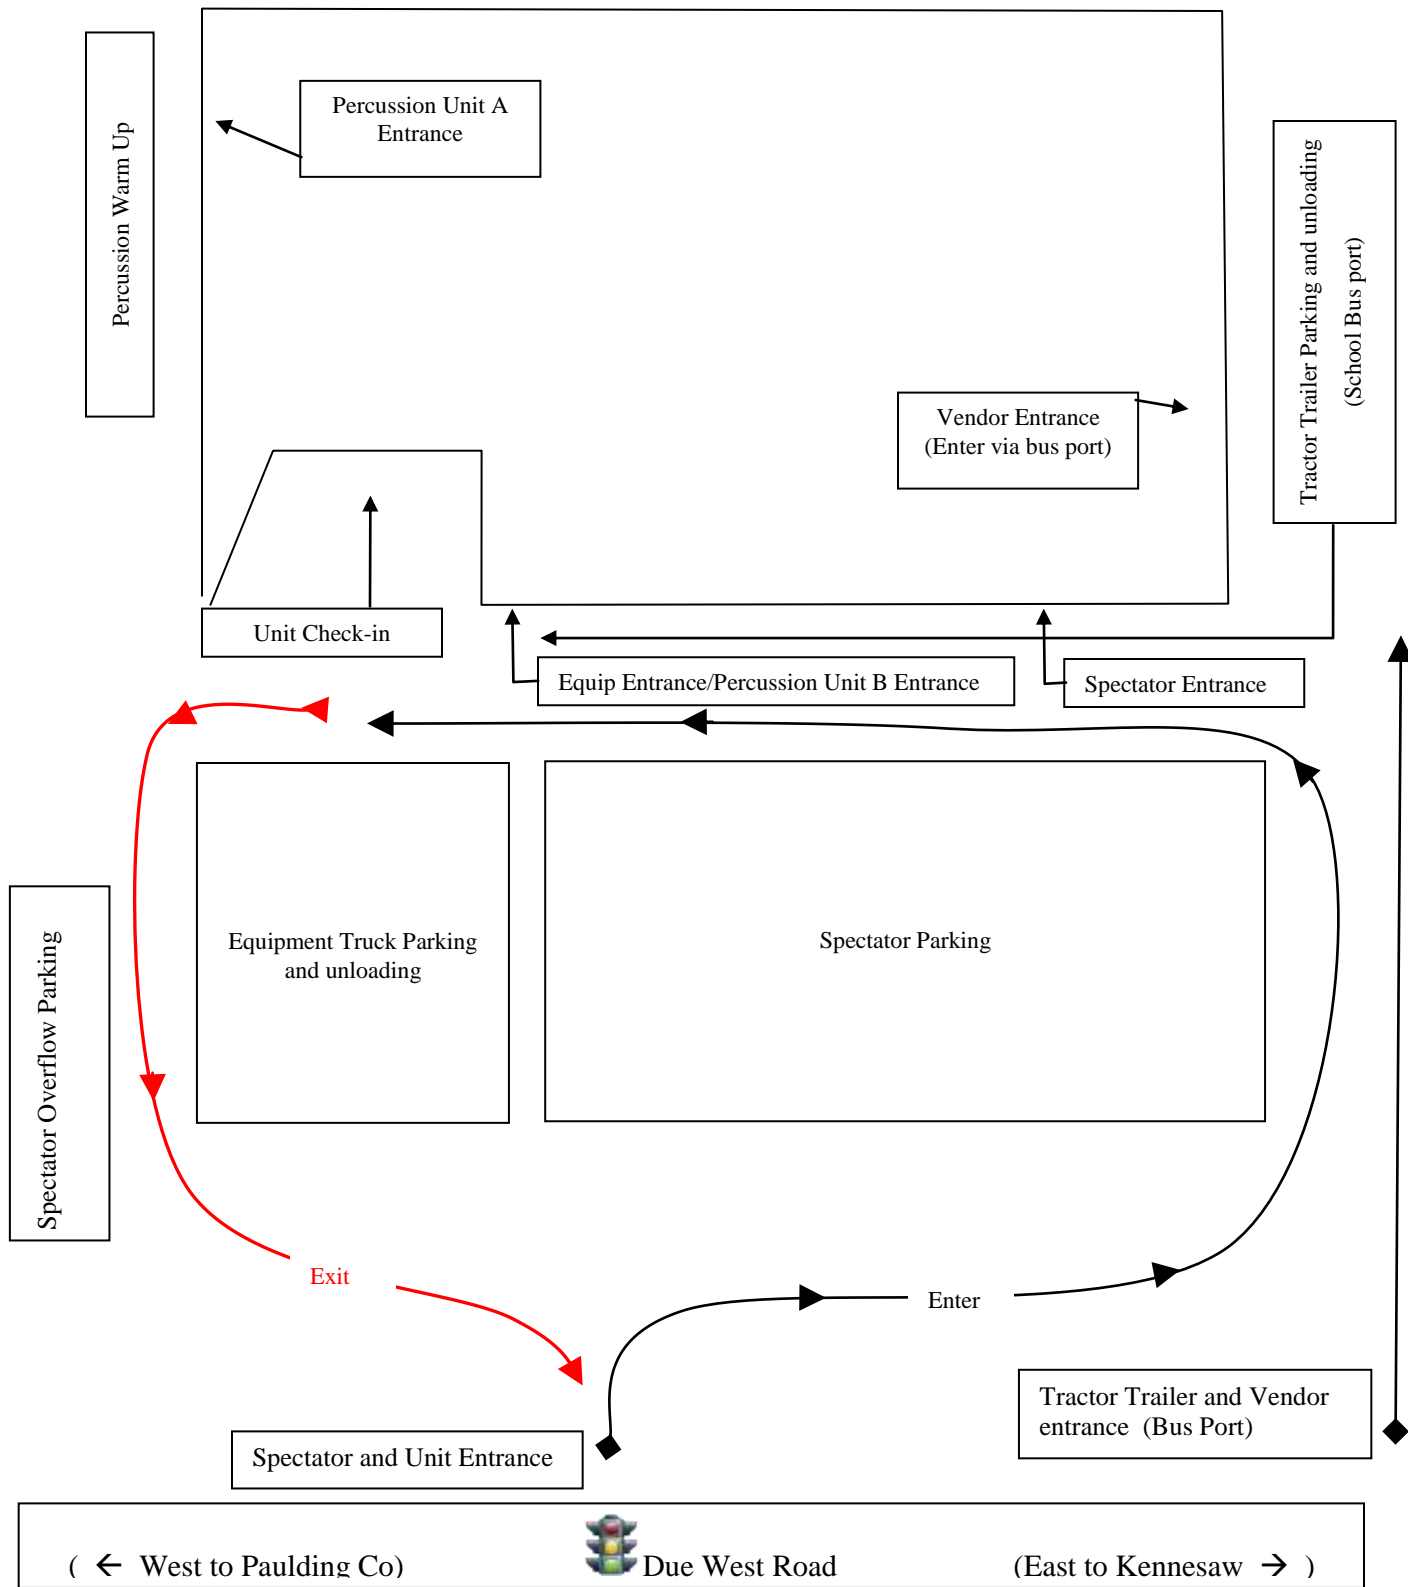 Percussion Unit A
Entrance
Percussion Warm Up
Tractor Trailer Parking and unloading
(School Bus port)
Vendor Entrance
(Enter via bus port)
Unit Check-in
Equip Entrance/Percussion Unit B Entrance
Spectator Entrance
Equipment Truck Parking
and unloading
Spectator Parking
Spectator Overflow Parking
Exit
Enter
Tractor Trailer and Vendor
entrance (Bus Port)
Spectator and Unit Entrance
( ← West to Paulding Co) Due West Road (East to Kennesaw → )